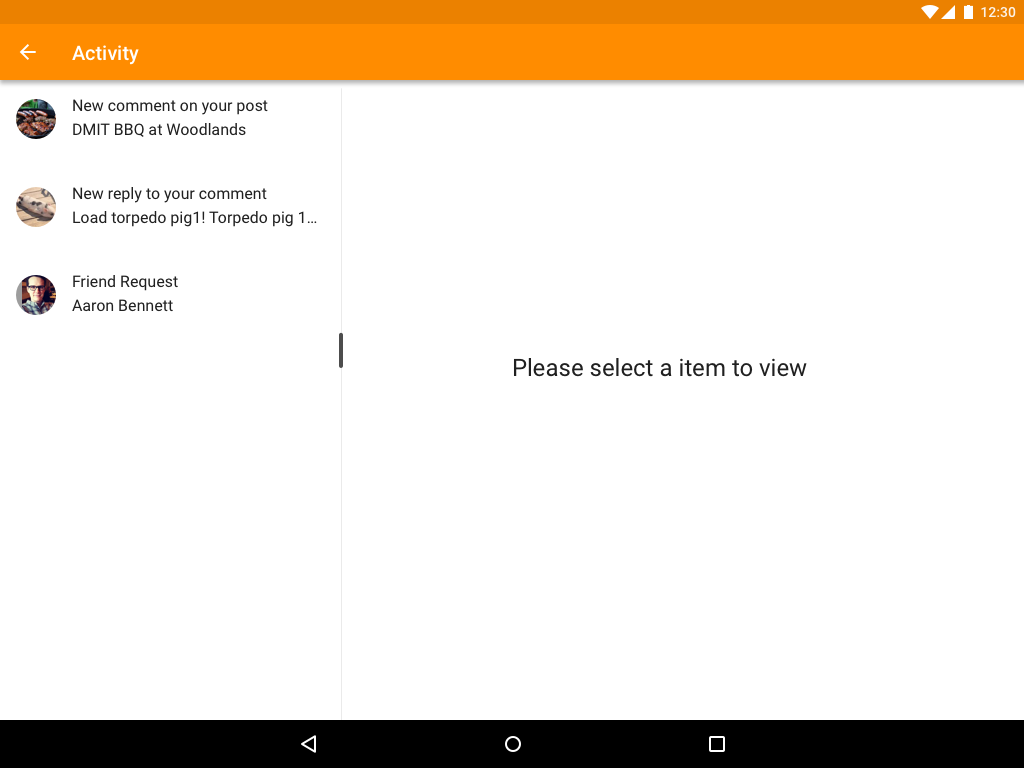 12:30
Activity
New comment on your post
DMIT BBQ at Woodlands
New reply to your comment
Load torpedo pig1! Torpedo pig 1…
Friend Request
Aaron Bennett
Please select a item to view